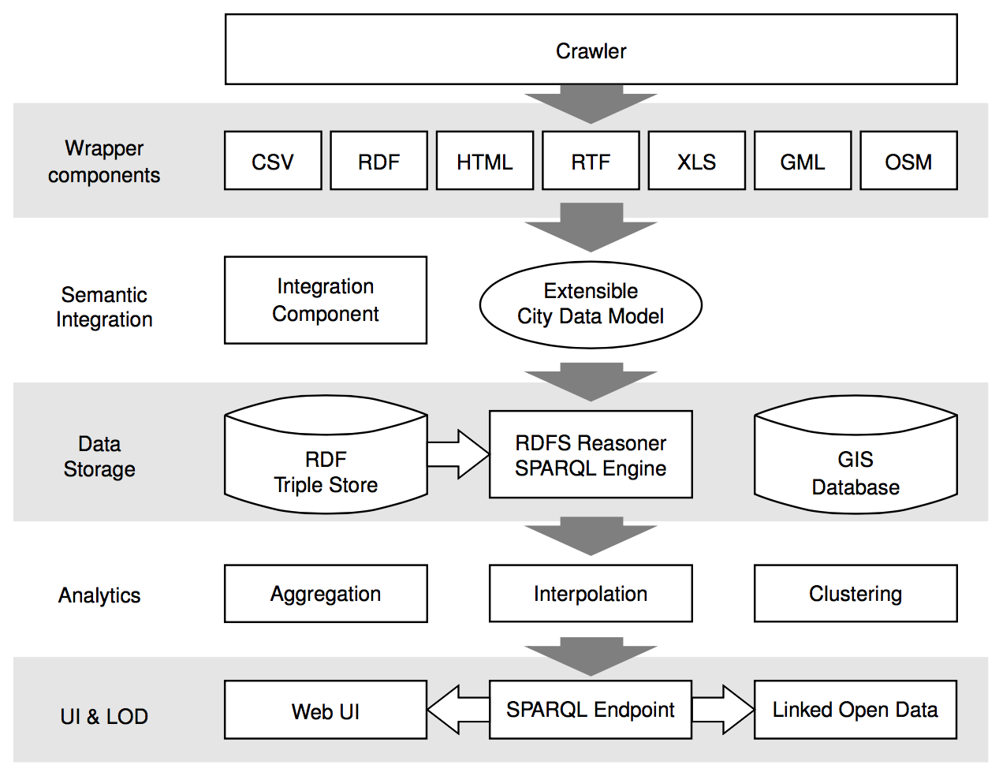 Crawler
Wrapper
components
CSV
RDF
HTML
RTF
XLS
GML
OSM
Semantic
Integration
Integration
Component
Extensible
City Data Model
Data
Storage
RDF
Triple Store
RDFS Reasoner
SPARQL Engine
GIS
Database
Analytics
Aggregation
Interpolation
Clustering
UI & LOD
Web UI
SPARQL Endpoint
Linked Open Data